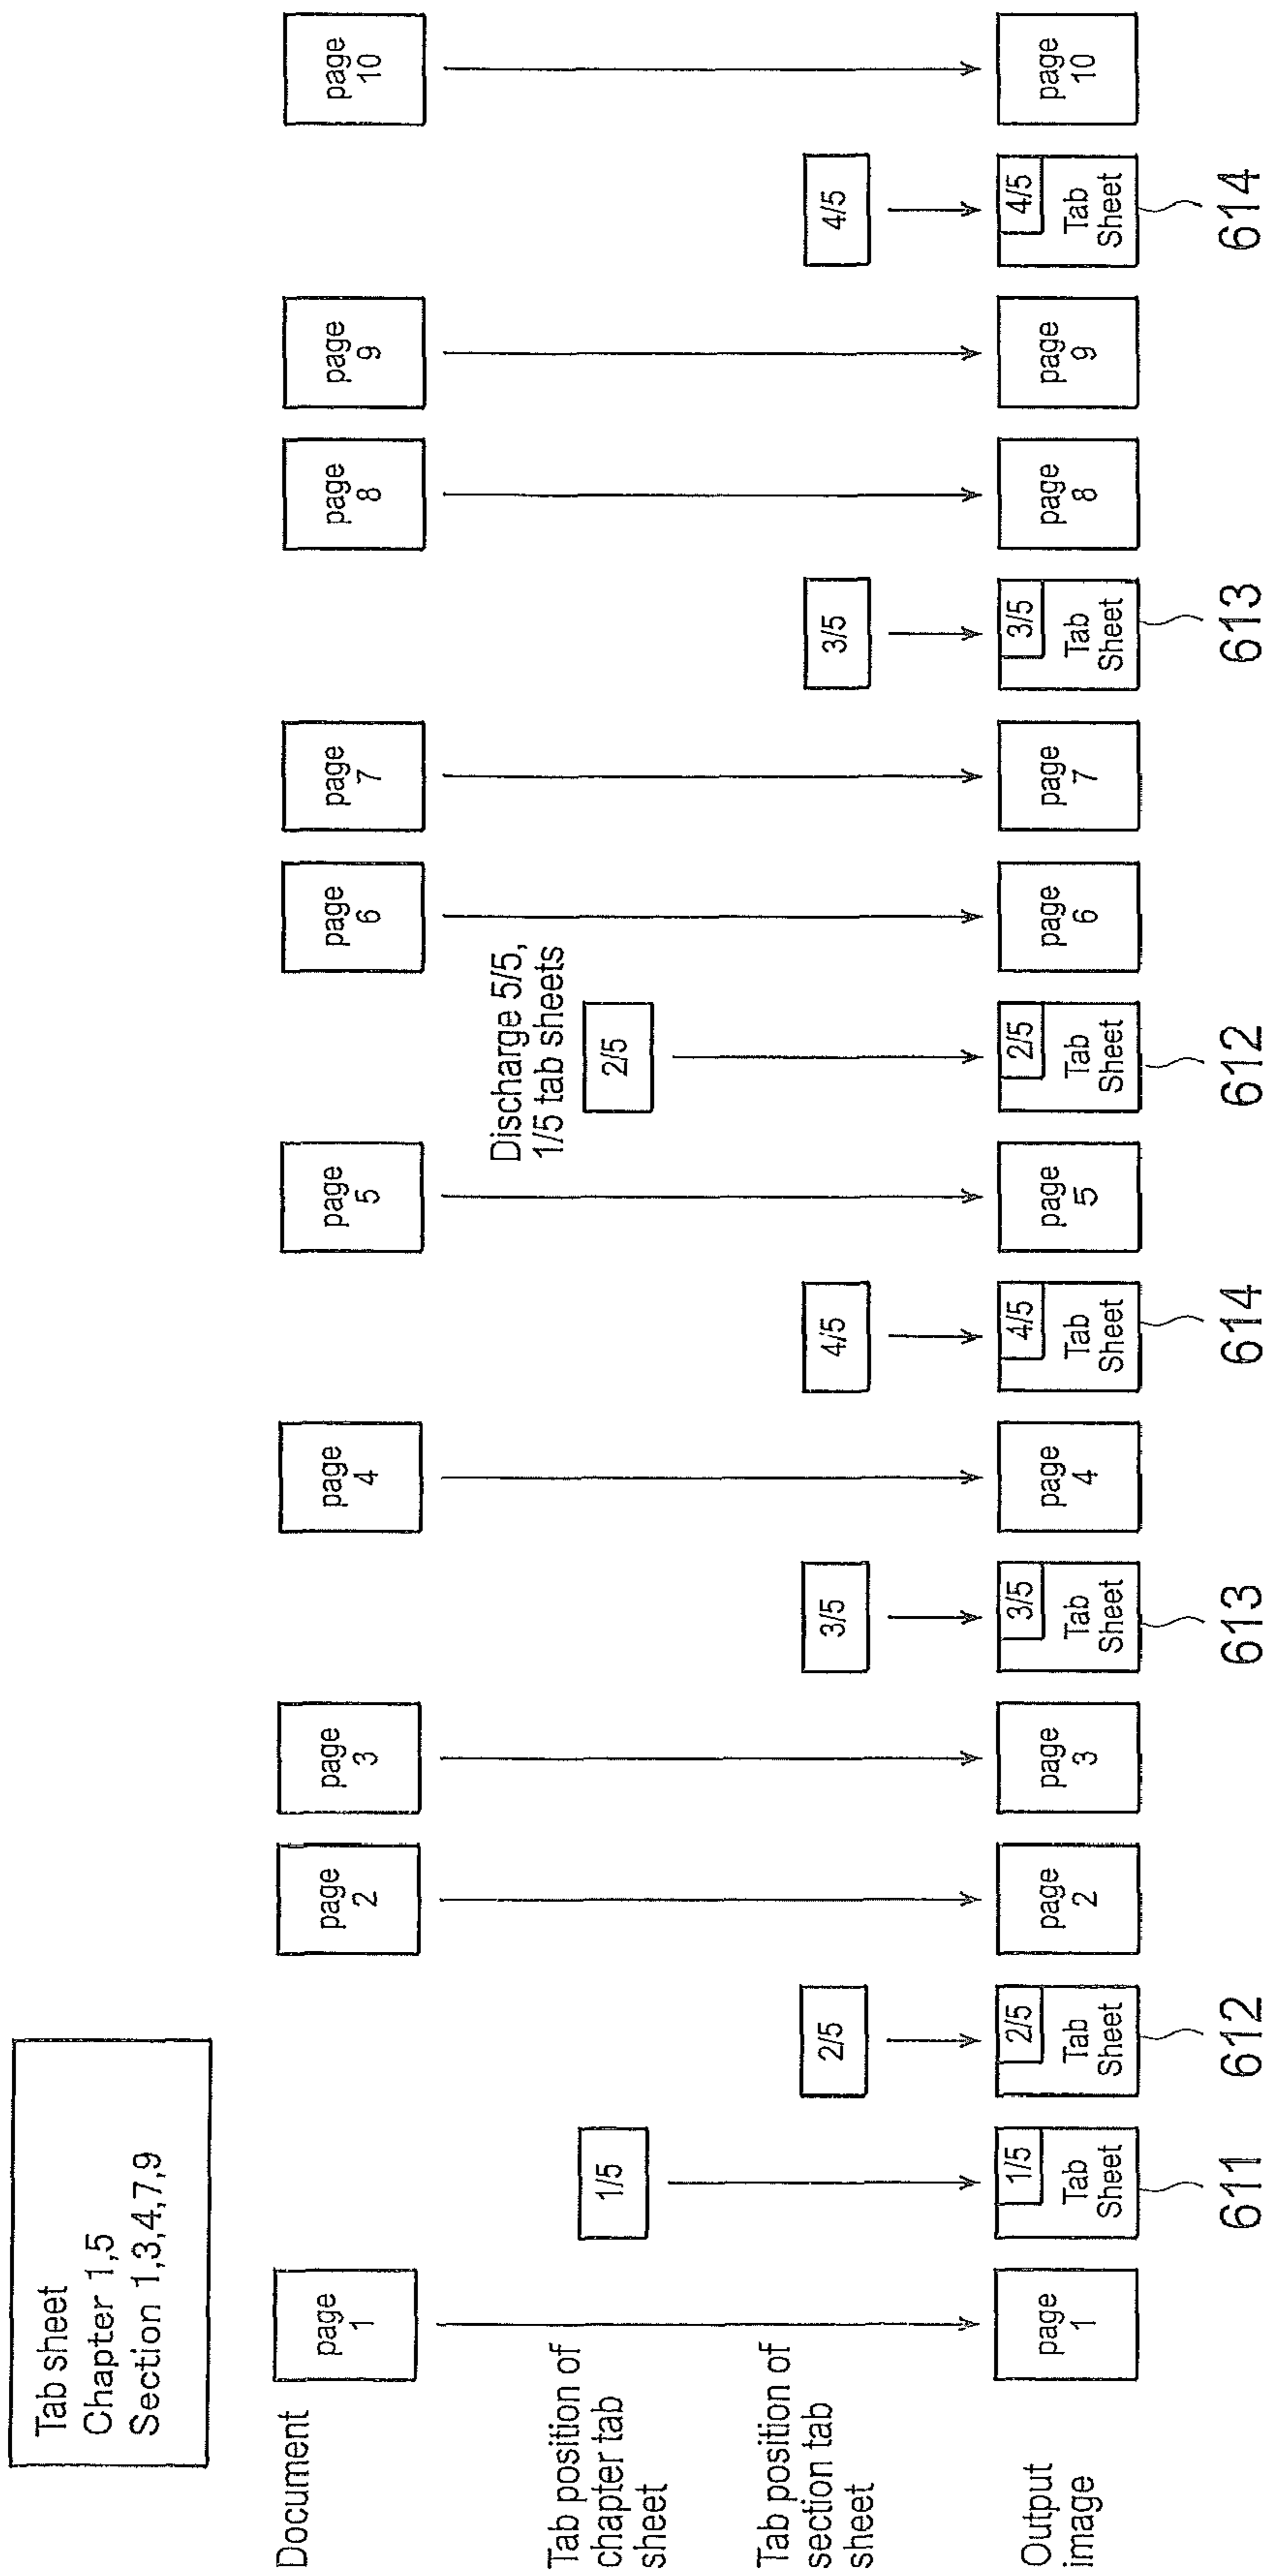 Tab sheet
Chapter 1,5
Section 1,3,4,7,9
Document
page
1
page
2
page
3
page
4
page
5
page
6
page
7
page
8
page
9
page
10
Tab position of
chapter tab
sheet
1/5
Discharge 5/5,
1/5 tab sheets
2/5
Tab position of
section tab
sheet
2/5
3/5
4/5
3/5
4/5
Output
image
page
1
1/5
Tab
Sheet
2/5
Tab
Sheet
page
2
page
3
3/5
Tab
Sheet
page
4
4/5
Tab
Sheet
page
5
2/5
Tab
Sheet
page
6
page
7
3/5
Tab
Sheet
page
8
page
9
4/5
Tab
Sheet
page
10
611
612
613
614
612
613
614